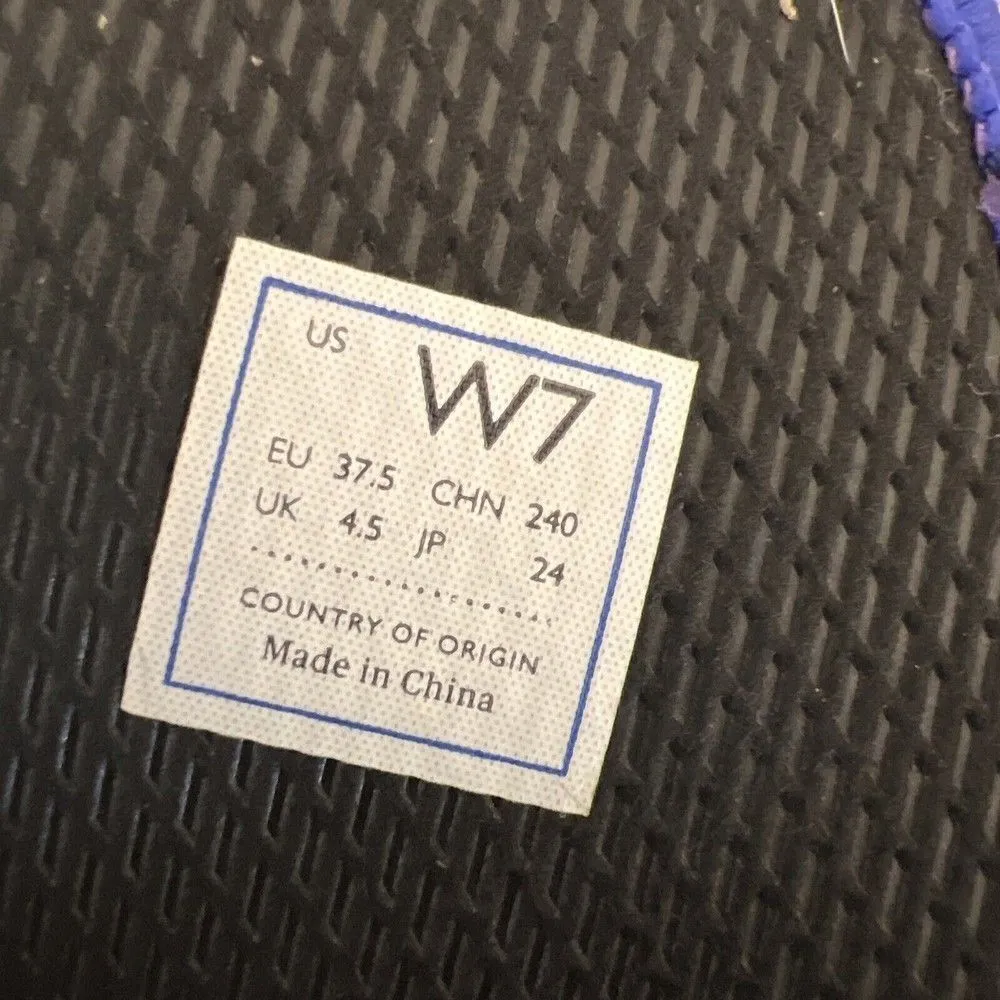 US W7
EU 37.5 CHN 240
UK 4.5 JP 24
COUNTRY OF ORIGIN
Made in China